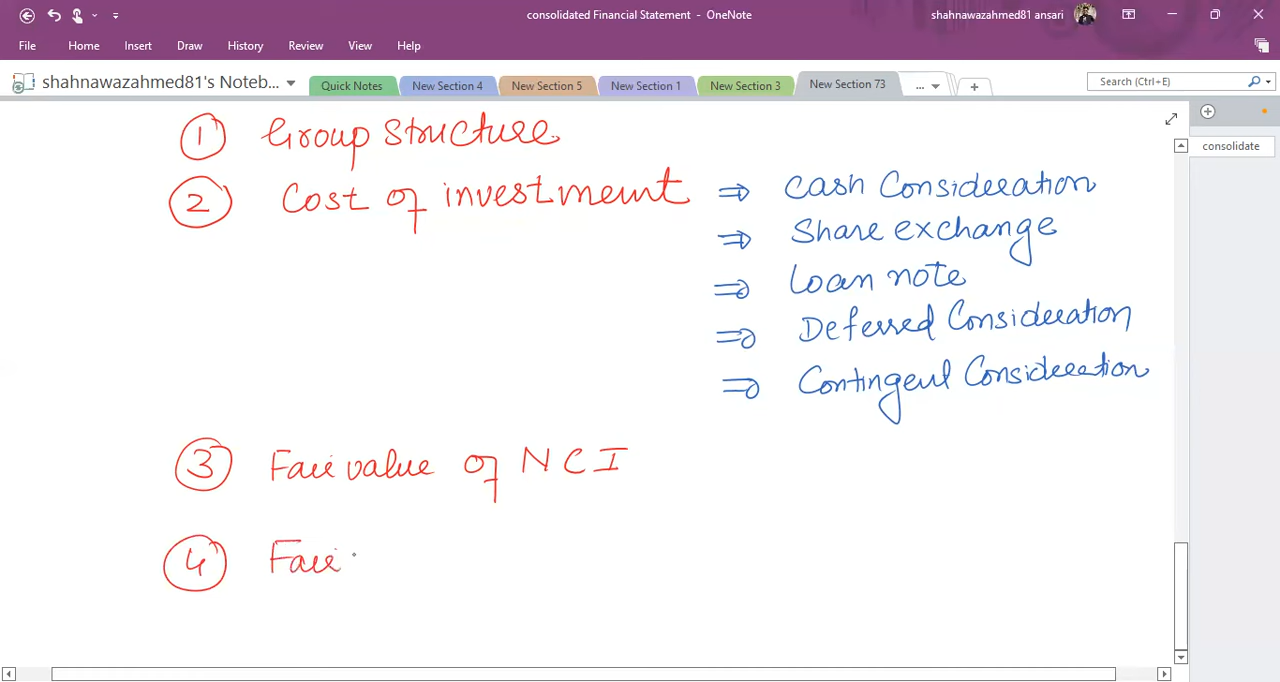 consolidated Financial Statement - OneNote
shahnawazahmed81 ansari
File Home Insert Draw History Review View Help
shahnawazahmed81's Noteb...
Quick Notes
New Section 4
New Section 5
New Section 1
New Section 3
New Section 73
...
Search (Ctrl+E)
consolidate
1 Group structure
2 Cost of investment
⇒ Cash Consideration
⇒ Share exchange
⇒ Loan note
⇒ Deferred Consideration
⇒ Contingent Consideration
3 Fair value of NCI
4 Fair